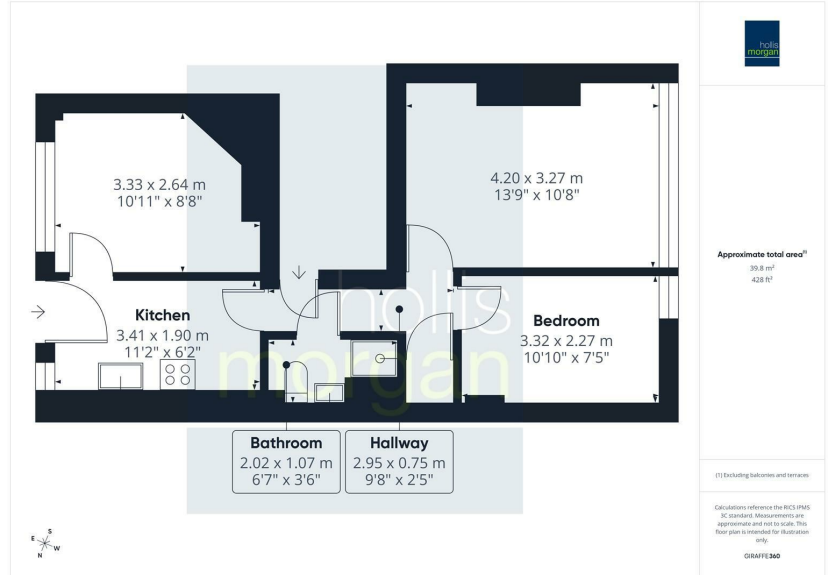 hollis
morgan
3.33 x 2.64 m
10'11" x 8'8"
4.20 x 3.27 m
13'9" x 10'8"
Kitchen
3.41 x 1.90 m
11'2" x 6'2"
hollis
morgan
Bedroom
3.32 x 2.27 m
10'10" x 7'5"
Bathroom
2.02 x 1.07 m
6'7" x 3'6"
Hallway
2.95 x 0.75 m
9'8" x 2'5"
Approximate total area(1)
39.8 m²
428 ft²
(1) Excluding balconies and terraces
Calculations reference the RICS IPMS
3C standard. Measurements are
approximate and not to scale. This
floor plan is intended for illustration
only.
GIRAFFE360
S
E
W
N